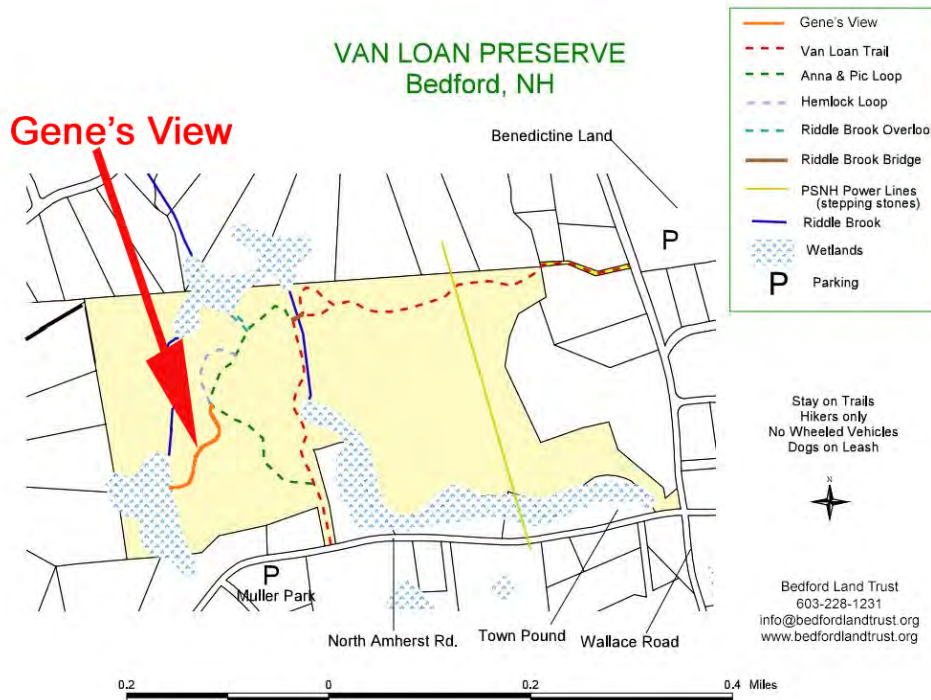 VAN LOAN PRESERVE
Bedford, NH
Gene's View
Benedictine Land
P
Gene's View
Van Loan Trail
Anna & Pic Loop
Hemlock Loop
Riddle Brook Overloo
Riddle Brook Bridge
PSNH Power Lines
(stepping stones)
Riddle Brook
Wetlands
P Parking
Stay on Trails
Hikers only
No Wheeled Vehicles
Dogs on Leash
N
P
Muller Park
North Amherst Rd.
Town Pound
Wallace Road
Bedford Land Trust
603-228-1231
info@bedfordlandtrust.org
www.bedfordlandtrust.org
0.2 0 0.2 0.4 Miles